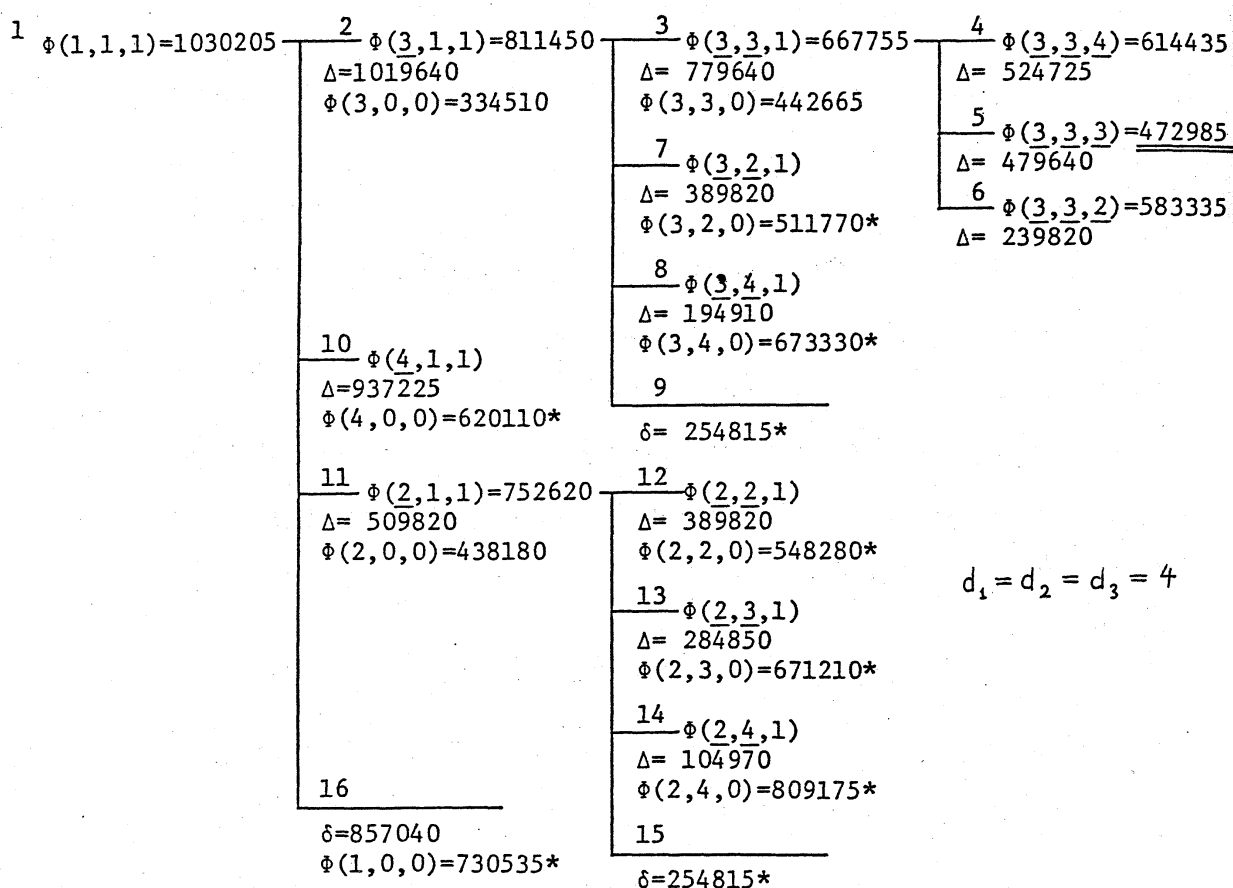 1 Φ(1,1,1)=1030205
2 Φ(3,1,1)=811450
Δ=1019640
Φ(3,0,0)=334510
3 Φ(3,3,1)=667755
Δ= 779640
Φ(3,3,0)=442665
4 Φ(3,3,4)=614435
Δ= 524725
5 Φ(3,3,3)=472985
Δ= 479640
6 Φ(3,3,2)=583335
Δ= 239820
7 Φ(3,2,1)
Δ= 389820
Φ(3,2,0)=511770*
8 Φ(3,4,1)
Δ= 194910
Φ(3,4,0)=673330*
9
δ= 254815*
10 Φ(4,1,1)
Δ=937225
Φ(4,0,0)=620110*
11 Φ(2,1,1)=752620
Δ= 509820
Φ(2,0,0)=438180
12 Φ(2,2,1)
Δ= 389820
Φ(2,2,0)=548280*
13 Φ(2,3,1)
Δ= 284850
Φ(2,3,0)=671210*
14 Φ(2,4,1)
Δ= 104970
Φ(2,4,0)=809175*
15
δ=254815*
16
δ=857040
Φ(1,0,0)=730535*
d₁ = d₂ = d₃ = 4